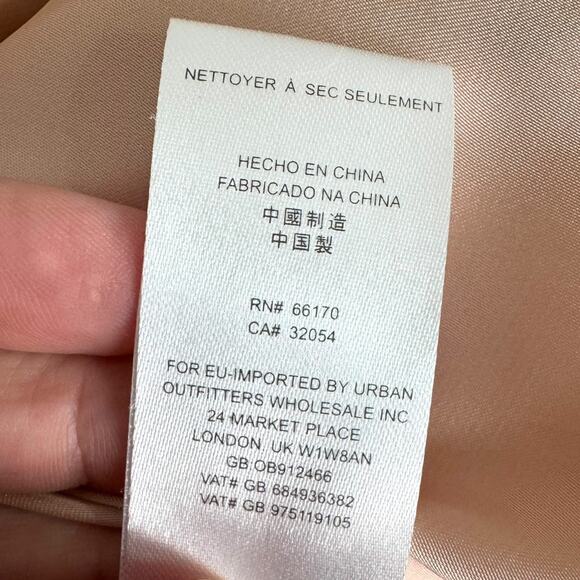 NETTOYER À SEC SEULEMENT
HECHO EN CHINA
FABRICADO NA CHINA
中國制造
中国製
RN# 66170
CA# 32054
FOR EU-IMPORTED BY URBAN
OUTFITTERS WHOLESALE INC
24 MARKET PLACE
LONDON UK W1W8AN
GB:OB912466
VAT# GB 684936382
VAT# GB 975119105